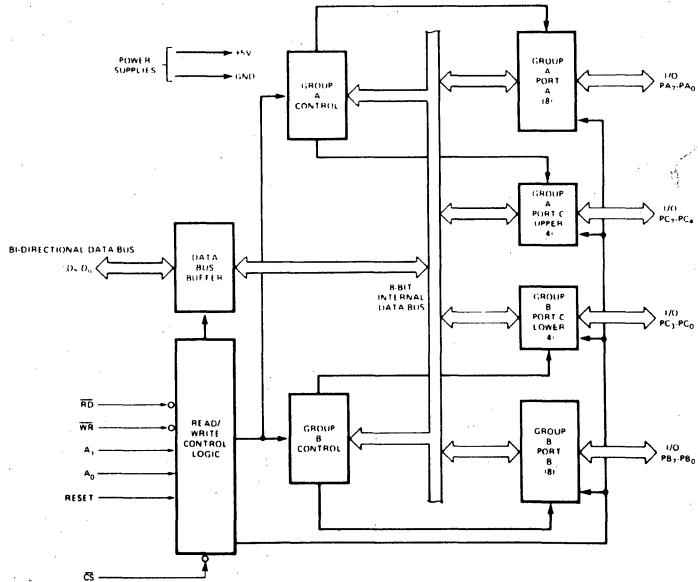 POWER
SUPPLIES
+5V
GND
GROUP
A
CONTROL
GROUP
A
PORT
A
(8)
I/O
PA7-PA0
GROUP
A
PORT C
UPPER
(4)
I/O
PC7-PC4
BI-DIRECTIONAL DATA BUS
DATA
BUS
BUFFER
8-BIT
INTERNAL
DATA BUS
GROUP
B
PORT C
LOWER
(4)
I/O
PC3-PC0
RD
WR
A1
A0
RESET
CS
READ/
WRITE
CONTROL
LOGIC
GROUP
B
CONTROL
GROUP
B
PORT
B
(8)
I/O
PB7-PB0